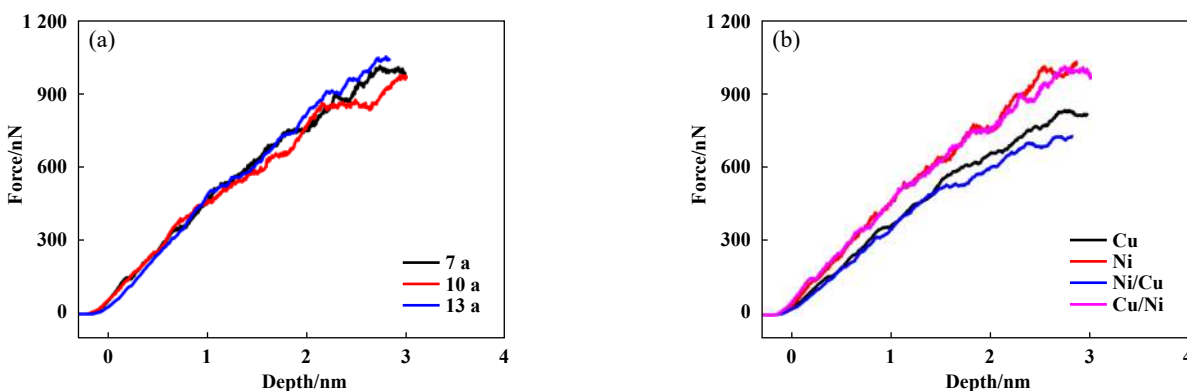 (a)
Force/nN
1 200
900
600
300
0
0 1 2 3 4
Depth/nm
7 a
10 a
13 a
(b)
Force/nN
1 200
900
600
300
0
0 1 2 3 4
Depth/nm
Cu
Ni
Ni/Cu
Cu/Ni